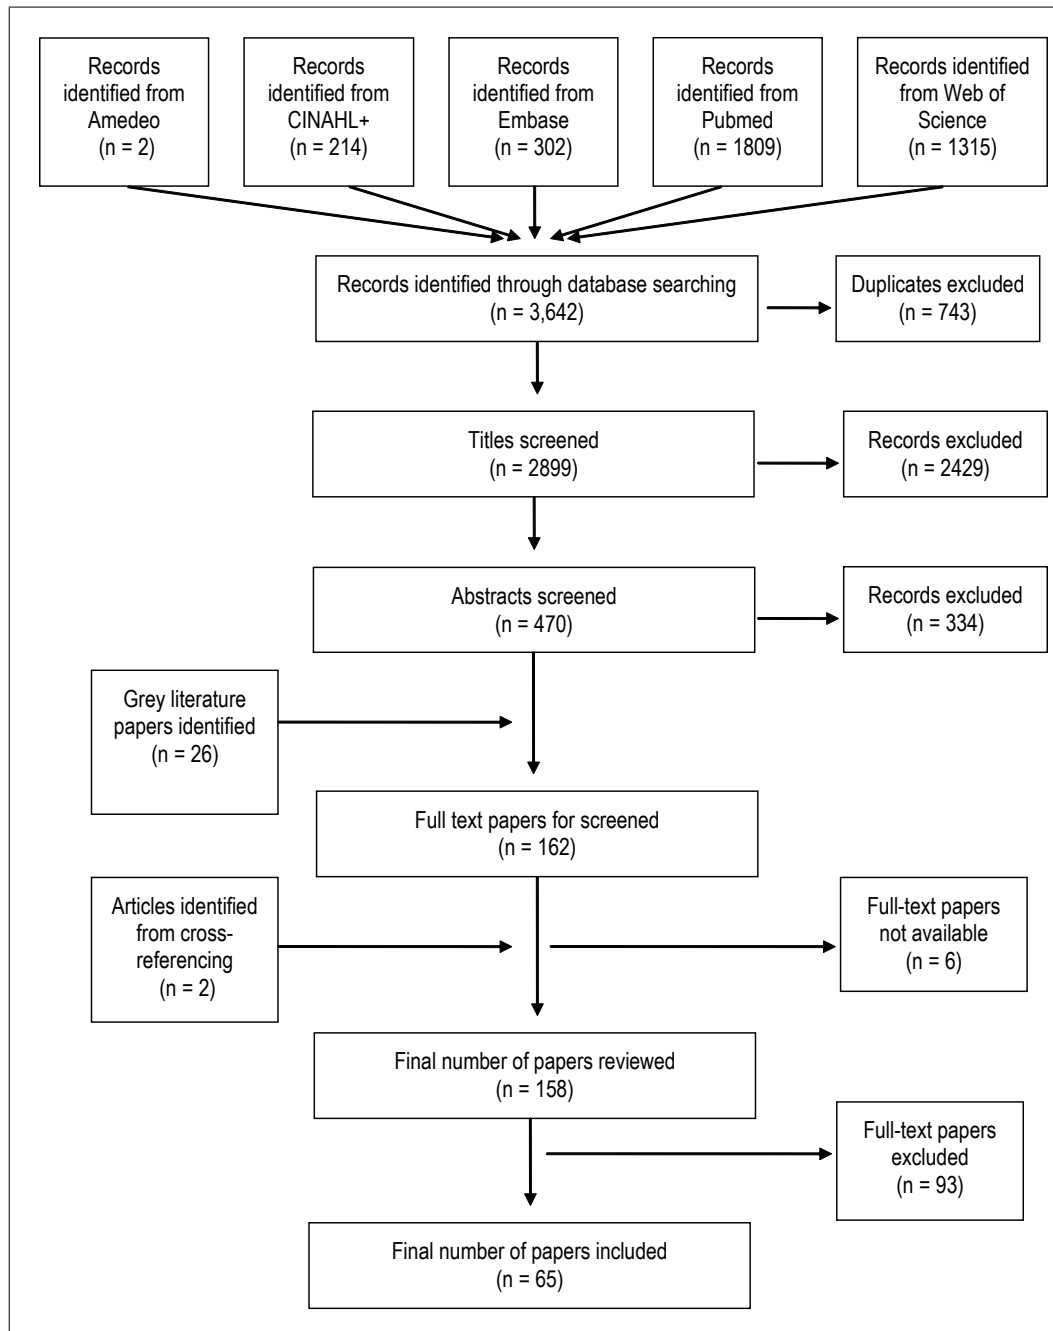 Records
identified from
Amedeo
(n = 2)
Records
identified from
CINAHL+
(n = 214)
Records
identified from
Embase
(n = 302)
Records
identified from
Pubmed
(n = 1809)
Records identified
from Web of
Science
(n = 1315)
Records identified through database searching
(n = 3,642)
Duplicates excluded
(n = 743)
Titles screened
(n = 2899)
Records excluded
(n = 2429)
Abstracts screened
(n = 470)
Records excluded
(n = 334)
Grey literature
papers identified
(n = 26)
Full text papers for screened
(n = 162)
Articles identified
from cross-
referencing
(n = 2)
Full-text papers
not available
(n = 6)
Final number of papers reviewed
(n = 158)
Full-text papers
excluded
(n = 93)
Final number of papers included
(n = 65)